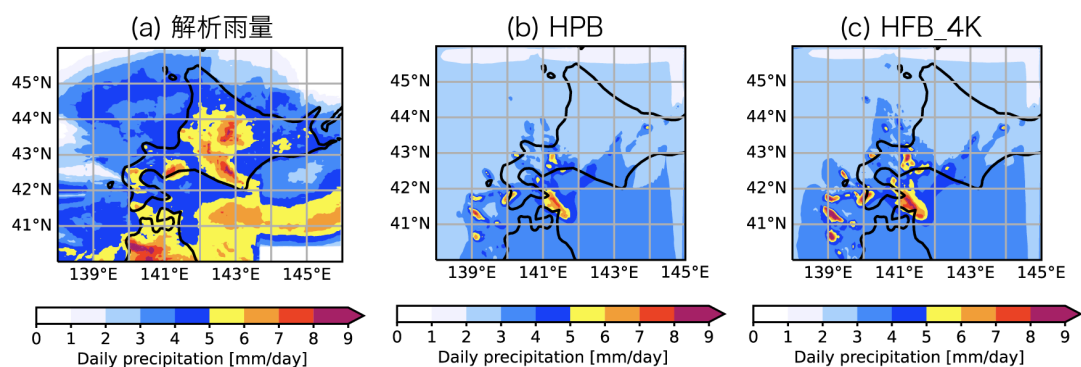 (a) 解析雨量
(b) HPB
(c) HFB_4K
45°N
44°N
43°N
42°N
41°N
139°E 141°E 143°E 145°E
45°N
44°N
43°N
42°N
41°N
139°E 141°E 143°E 145°E
45°N
44°N
43°N
42°N
41°N
139°E 141°E 143°E 145°E
0 1 2 3 4 5 6 7 8 9
Daily precipitation [mm/day]
0 1 2 3 4 5 6 7 8 9
Daily precipitation [mm/day]
0 1 2 3 4 5 6 7 8 9
Daily precipitation [mm/day]